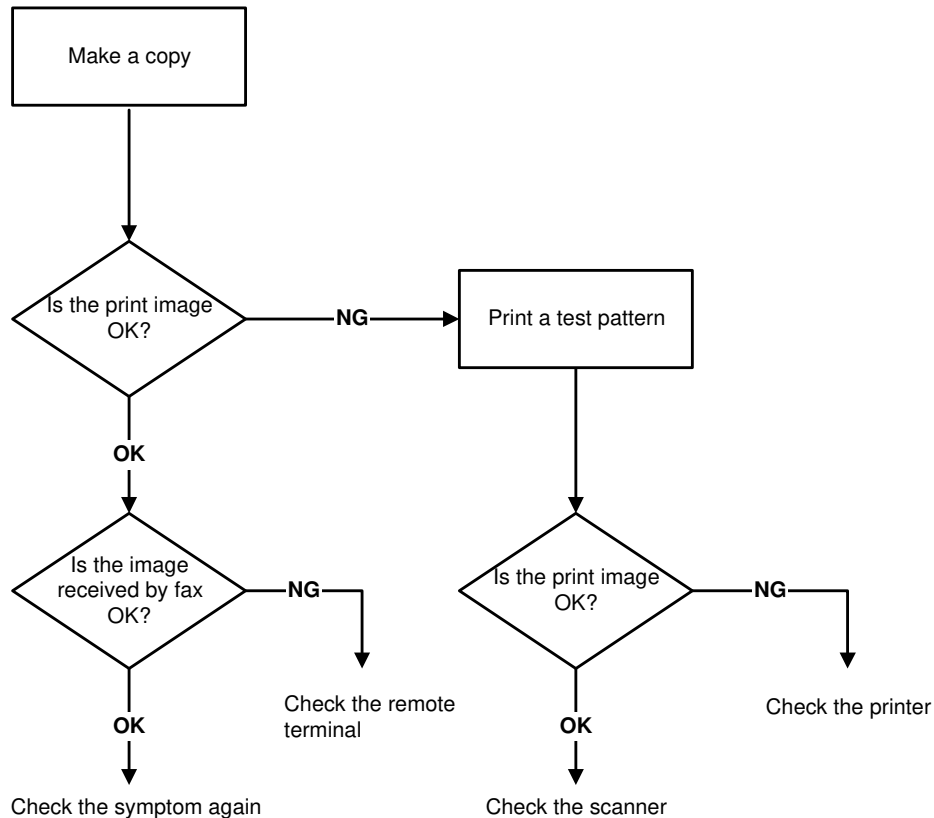 Make a copy
Is the print image
OK?
NG
Print a test pattern
OK
Is the image
received by fax
OK?
NG
Check the remote
terminal
OK
Check the symptom again
Is the print image
OK?
NG
Check the printer
OK
Check the scanner